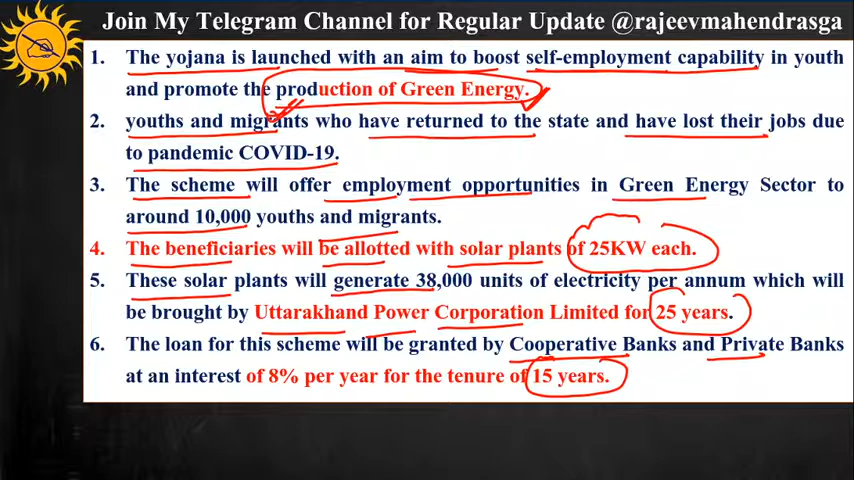 Join My Telegram Channel for Regular Update @rajeevmahendrasga
1. The yojana is launched with an aim to boost self-employment capability in youth
and promote the production of Green Energy.
2. youths and migrants who have returned to the state and have lost their jobs due
to pandemic COVID-19.
3. The scheme will offer employment opportunities in Green Energy Sector to
around 10,000 youths and migrants.
4. The beneficiaries will be allotted with solar plants of 25KW each.
5. These solar plants will generate 38,000 units of electricity per annum which will
be brought by Uttarakhand Power Corporation Limited for 25 years.
6. The loan for this scheme will be granted by Cooperative Banks and Private Banks
at an interest of 8% per year for the tenure of 15 years.